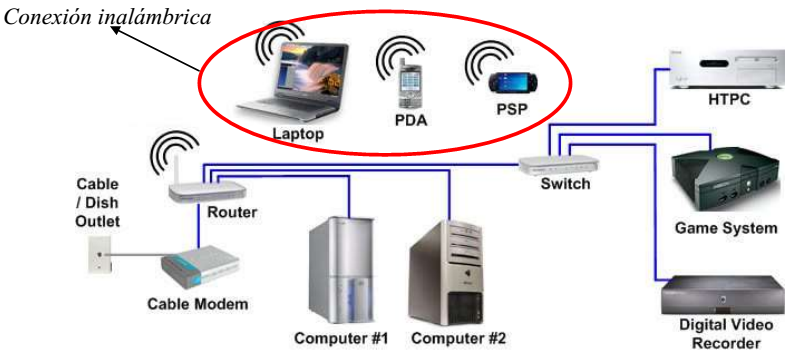 Conexión inalámbrica
Laptop
PDA
PSP
HTPC
Cable
/ Dish
Outlet
Router
Switch
Game System
Cable Modem
Computer #1
Computer #2
Digital Video
Recorder